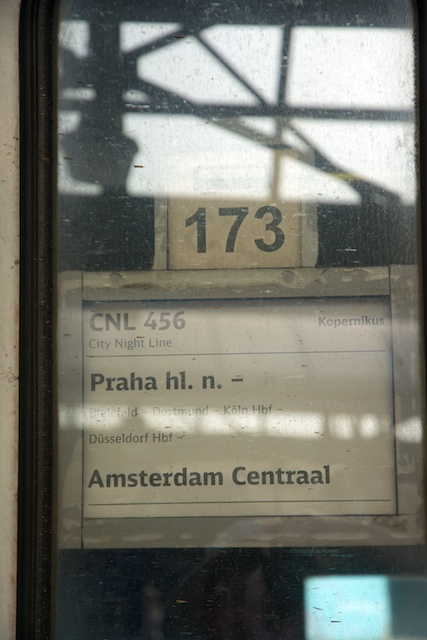 173
CNL 456 Kopernikus
City Night Line
Praha hl. n. –
Bielefeld – Dortmund – Köln Hbf –
Düsseldorf Hbf –
Amsterdam Centraal